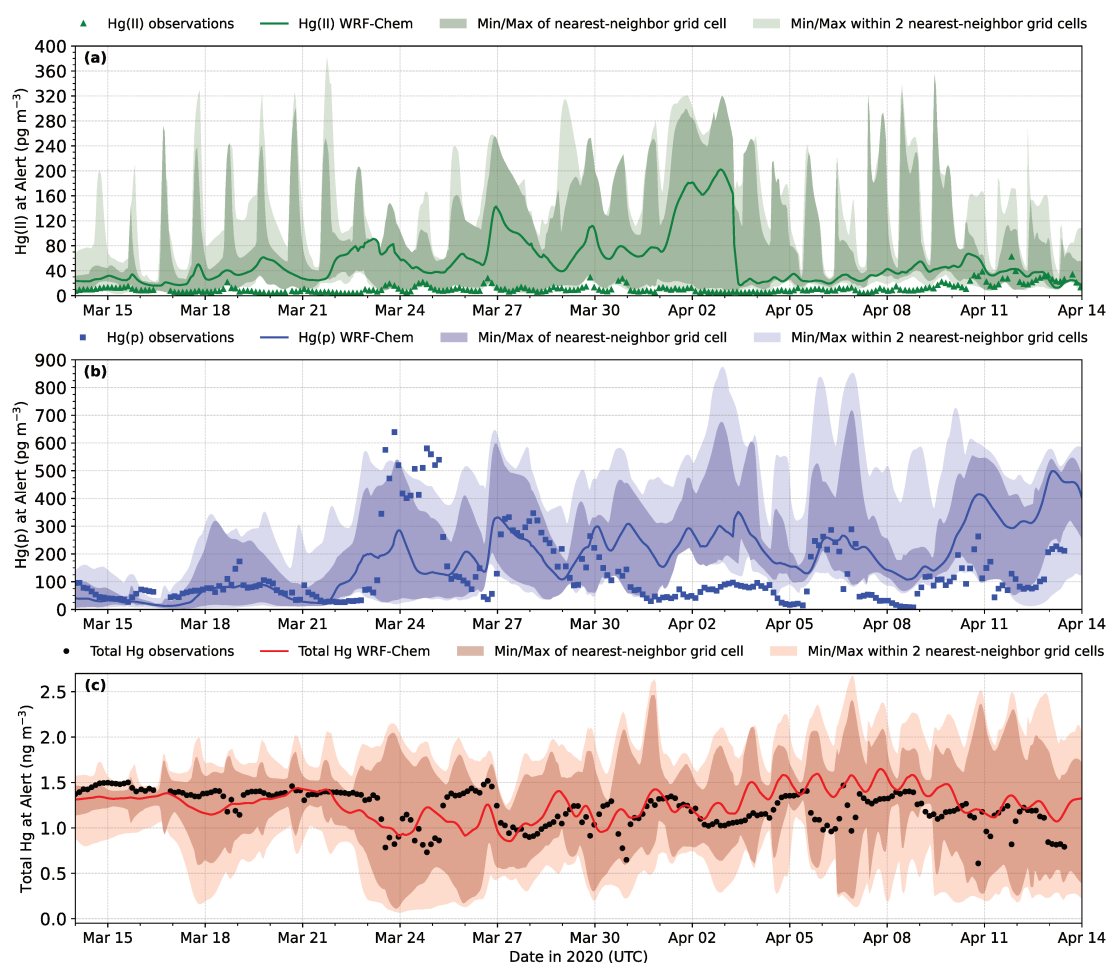 Hg(II) observations Hg(II) WRF-Chem Min/Max of nearest-neighbor grid cell Min/Max within 2 nearest-neighbor grid cells
(a)
Hg(II) at Alert (pg m−3)
400
360
320
280
240
200
160
120
80
40
0
Mar 15 Mar 18 Mar 21 Mar 24 Mar 27 Mar 30 Apr 02 Apr 05 Apr 08 Apr 11 Apr 14
Hg(p) observations Hg(p) WRF-Chem Min/Max of nearest-neighbor grid cell Min/Max within 2 nearest-neighbor grid cells
(b)
Hg(p) at Alert (pg m−3)
900
800
700
600
500
400
300
200
100
0
Mar 15 Mar 18 Mar 21 Mar 24 Mar 27 Mar 30 Apr 02 Apr 05 Apr 08 Apr 11 Apr 14
Total Hg observations Total Hg WRF-Chem Min/Max of nearest-neighbor grid cell Min/Max within 2 nearest-neighbor grid cells
(c)
Total Hg at Alert (ng m−3)
2.5
2.0
1.5
1.0
0.5
0.0
Mar 15 Mar 18 Mar 21 Mar 24 Mar 27 Mar 30 Apr 02 Apr 05 Apr 08 Apr 11 Apr 14
Date in 2020 (UTC)